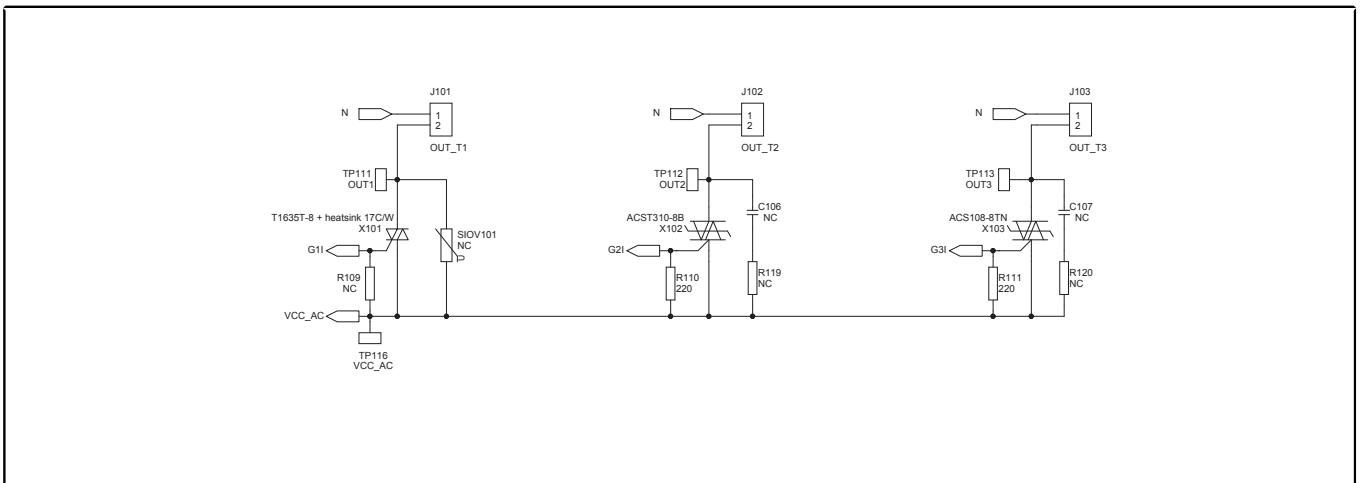 J101
N
1
2
OUT_T1
TP111
OUT1
T1635T-8 + heatsink 17C/W
X101
G1I
SIOV101
NC
R109
NC
VCC_AC
TP116
VCC_AC
J102
N
1
2
OUT_T2
TP112
OUT2
C106
NC
ACST310-8B
X102
G2I
R110
220
R119
NC
J103
N
1
2
OUT_T3
TP113
OUT3
C107
NC
ACS108-8TN
X103
G3I
R111
220
R120
NC